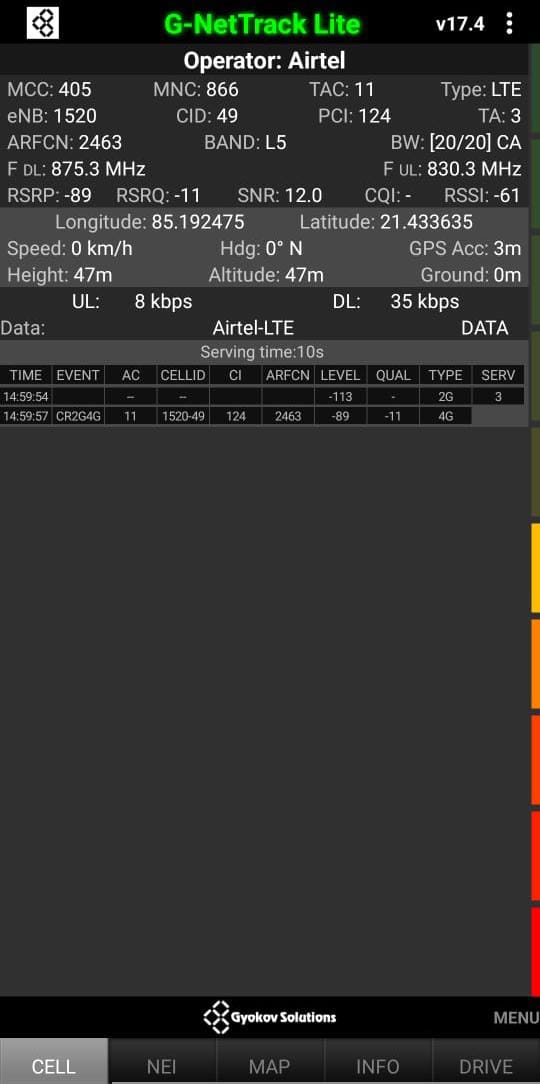 G-NetTrack Lite v17.4
Operator: Airtel
MCC: 405 MNC: 866 TAC: 11 Type: LTE
eNB: 1520 CID: 49 PCI: 124 TA: 3
ARFCN: 2463 BAND: L5 BW: [20/20] CA
F DL: 875.3 MHz F UL: 830.3 MHz
RSRP: -89 RSRQ: -11 SNR: 12.0 CQI: - RSSI: -61
Longitude: 85.192475 Latitude: 21.433635
Speed: 0 km/h Hdg: 0° N GPS Acc: 3m
Height: 47m Altitude: 47m Ground: 0m
UL: 8 kbps DL: 35 kbps
Data: Airtel-LTE DATA
Serving time:10s
TIME EVENT AC CELLID CI ARFCN LEVEL QUAL TYPE SERV
14:59:54 -- -- -113 - 2G 3
14:59:57 CR2G4G 11 1520-49 124 2463 -89 -11 4G
Gyokov Solutions MENU
CELL NEI MAP INFO DRIVE